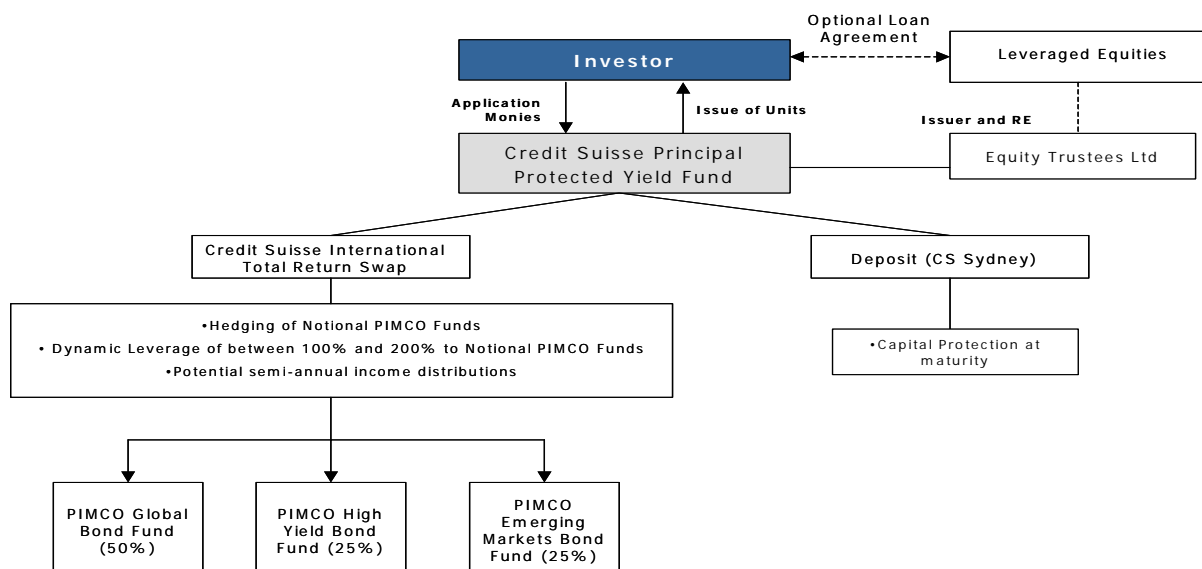 Optional Loan
Agreement
Investor
Leveraged Equities
Application
Monies
Issue of Units
Issuer and RE
Credit Suisse Principal
Protected Yield Fund
Equity Trustees Ltd
Credit Suisse International
Total Return Swap
Deposit (CS Sydney)
•Hedging of Notional PIMCO Funds
• Dynamic Leverage of between 100% and 200% to Notional PIMCO Funds
•Potential semi-annual income distributions
•Capital Protection at
maturity
PIMCO Global
Bond Fund
(50%)
PIMCO High
Yield Bond
Fund (25%)
PIMCO
Emerging
Markets Bond
Fund (25%)